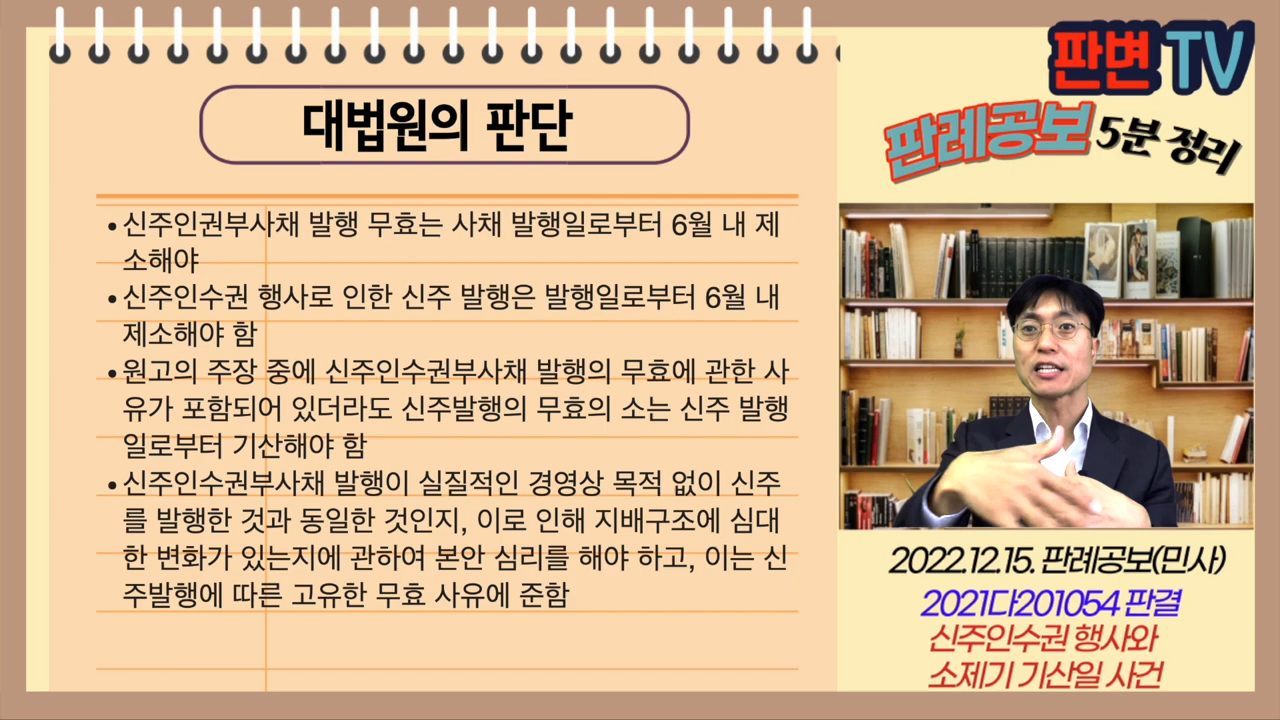 판변 TV
판례공보 5분 정리
대법원의 판단
•신주인권부사채 발행 무효는 사채 발행일로부터 6월 내 제
소해야
•신주인수권 행사로 인한 신주 발행은 발행일로부터 6월 내
제소해야 함
•원고의 주장 중에 신주인수권부사채 발행의 무효에 관한 사
유가 포함되어 있더라도 신주발행의 무효의 소는 신주 발행
일로부터 기산해야 함
•신주인수권부사채 발행이 실질적인 경영상 목적 없이 신주
를 발행한 것과 동일한 것인지, 이로 인해 지배구조에 심대
한 변화가 있는지에 관하여 본안 심리를 해야 하고, 이는 신
주발행에 따른 고유한 무효 사유에 준함
2022.12.15. 판례공보(민사)
2021다201054 판결
신주인수권 행사와
소제기 기산일 사건